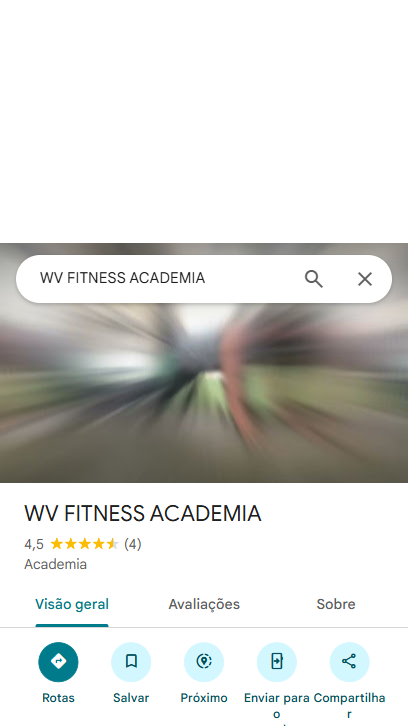 WV FITNESS ACADEMIA
WV FITNESS ACADEMIA
4,5 (4)
Academia
Visão geral Avaliações Sobre
Rotas Salvar Próximo Enviar para Compartilha
o r